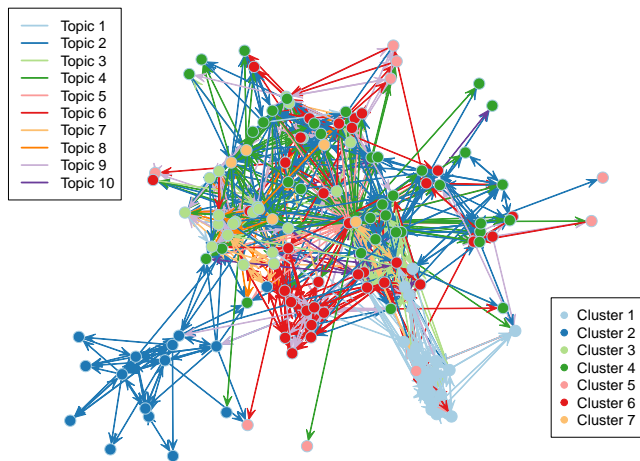 Topic 1
Topic 2
Topic 3
Topic 4
Topic 5
Topic 6
Topic 7
Topic 8
Topic 9
Topic 10
Cluster 1
Cluster 2
Cluster 3
Cluster 4
Cluster 5
Cluster 6
Cluster 7